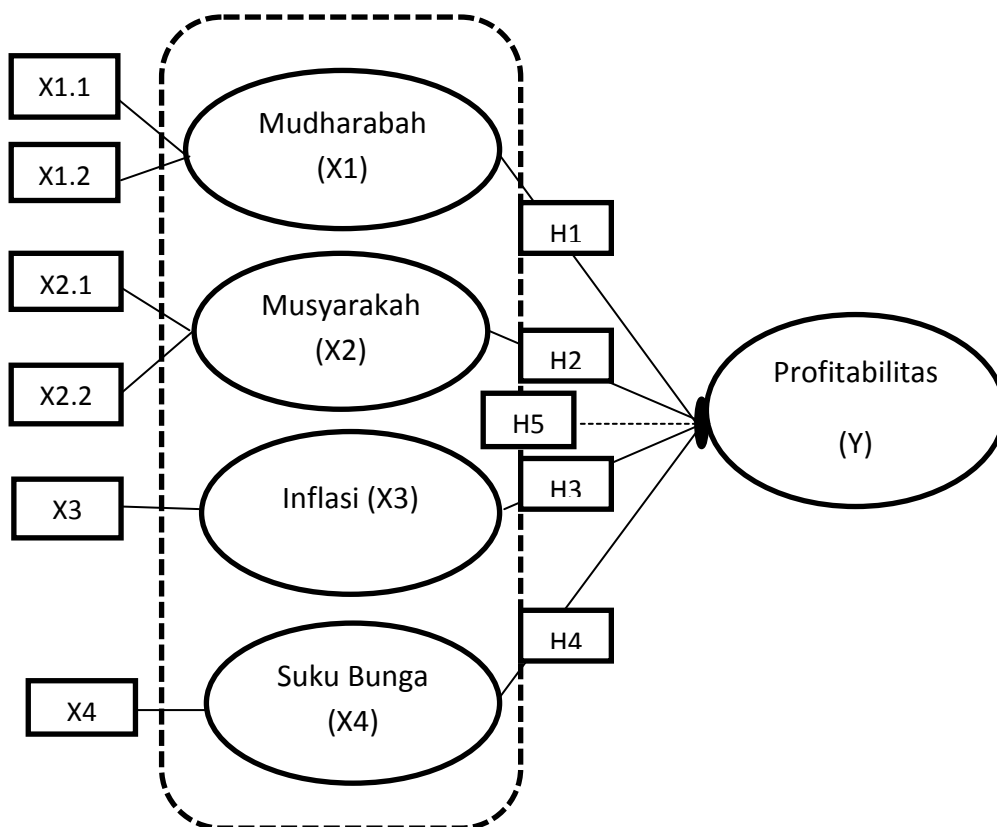 X1.1
X1.2
Mudharabah
(X1)
H1
X2.1
X2.2
Musyarakah
(X2)
H2
H5
Profitabilitas
(Y)
X3
Inflasi (X3)
H3
X4
Suku Bunga
(X4)
H4